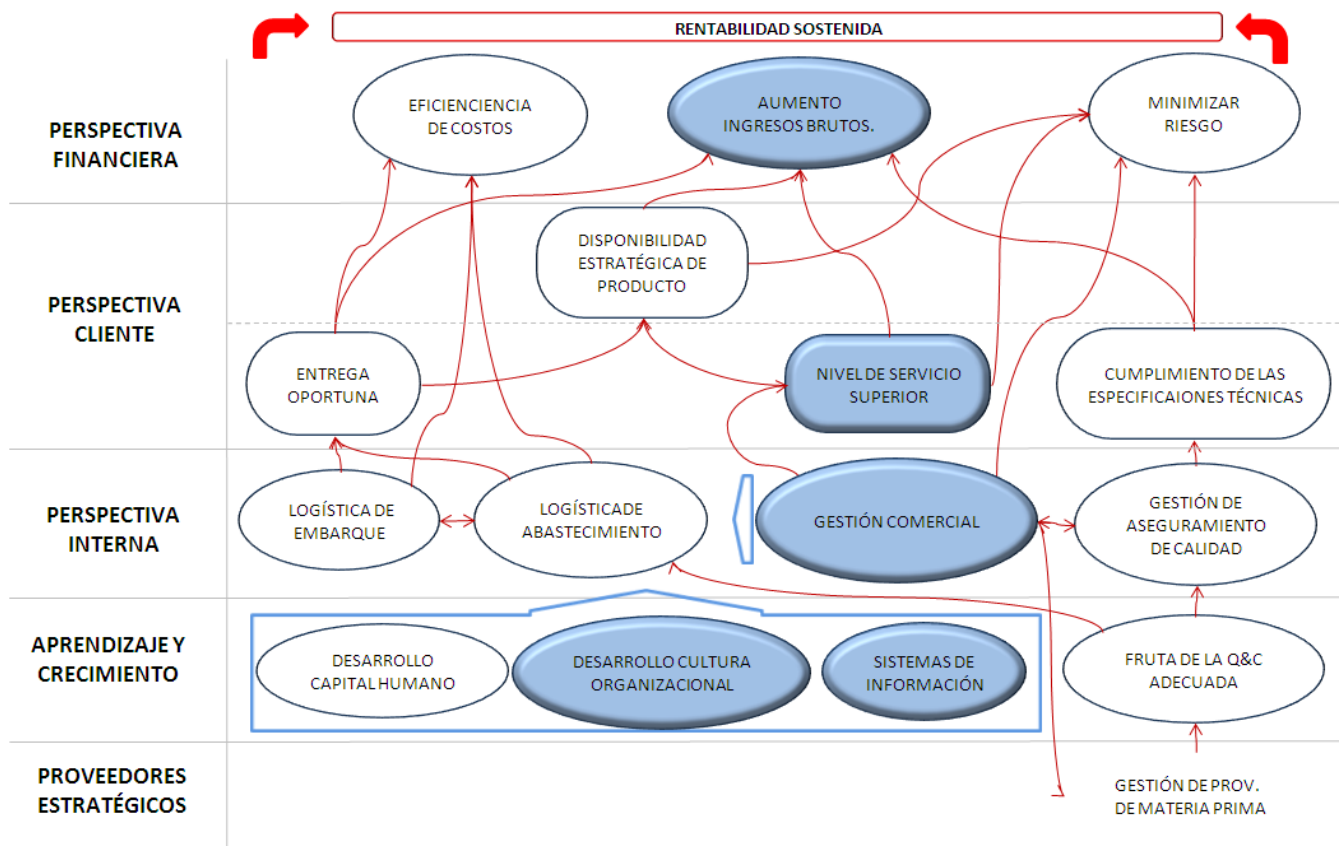 RENTABILIDAD SOSTENIDA
PERSPECTIVA
FINANCIERA
EFICIENCIENCIA
DE COSTOS
AUMENTO
INGRESOS BRUTOS.
MINIMIZAR
RIESGO
PERSPECTIVA
CLIENTE
DISPONIBILIDAD
ESTRATÉGICA DE
PRODUCTO
ENTREGA
OPORTUNA
NIVEL DE SERVICIO
SUPERIOR
CUMPLIMIENTO DE LAS
ESPECIFICAIONES TÉCNICAS
PERSPECTIVA
INTERNA
LOGÍSTICA DE
EMBARQUE
LOGÍSTICA DE
ABASTECIMIENTO
GESTIÓN COMERCIAL
GESTIÓN DE
ASEGURAMIENTO
DE CALIDAD
APRENDIZAJE Y
CRECIMIENTO
DESARROLLO
CAPITAL HUMANO
DESARROLLO CULTURA
ORGANIZACIONAL
SISTEMAS DE
INFORMACIÓN
FRUTA DE LA Q&C
ADECUADA
PROVEEDORES
ESTRATÉGICOS
GESTIÓN DE PROV.
DE MATERIA PRIMA